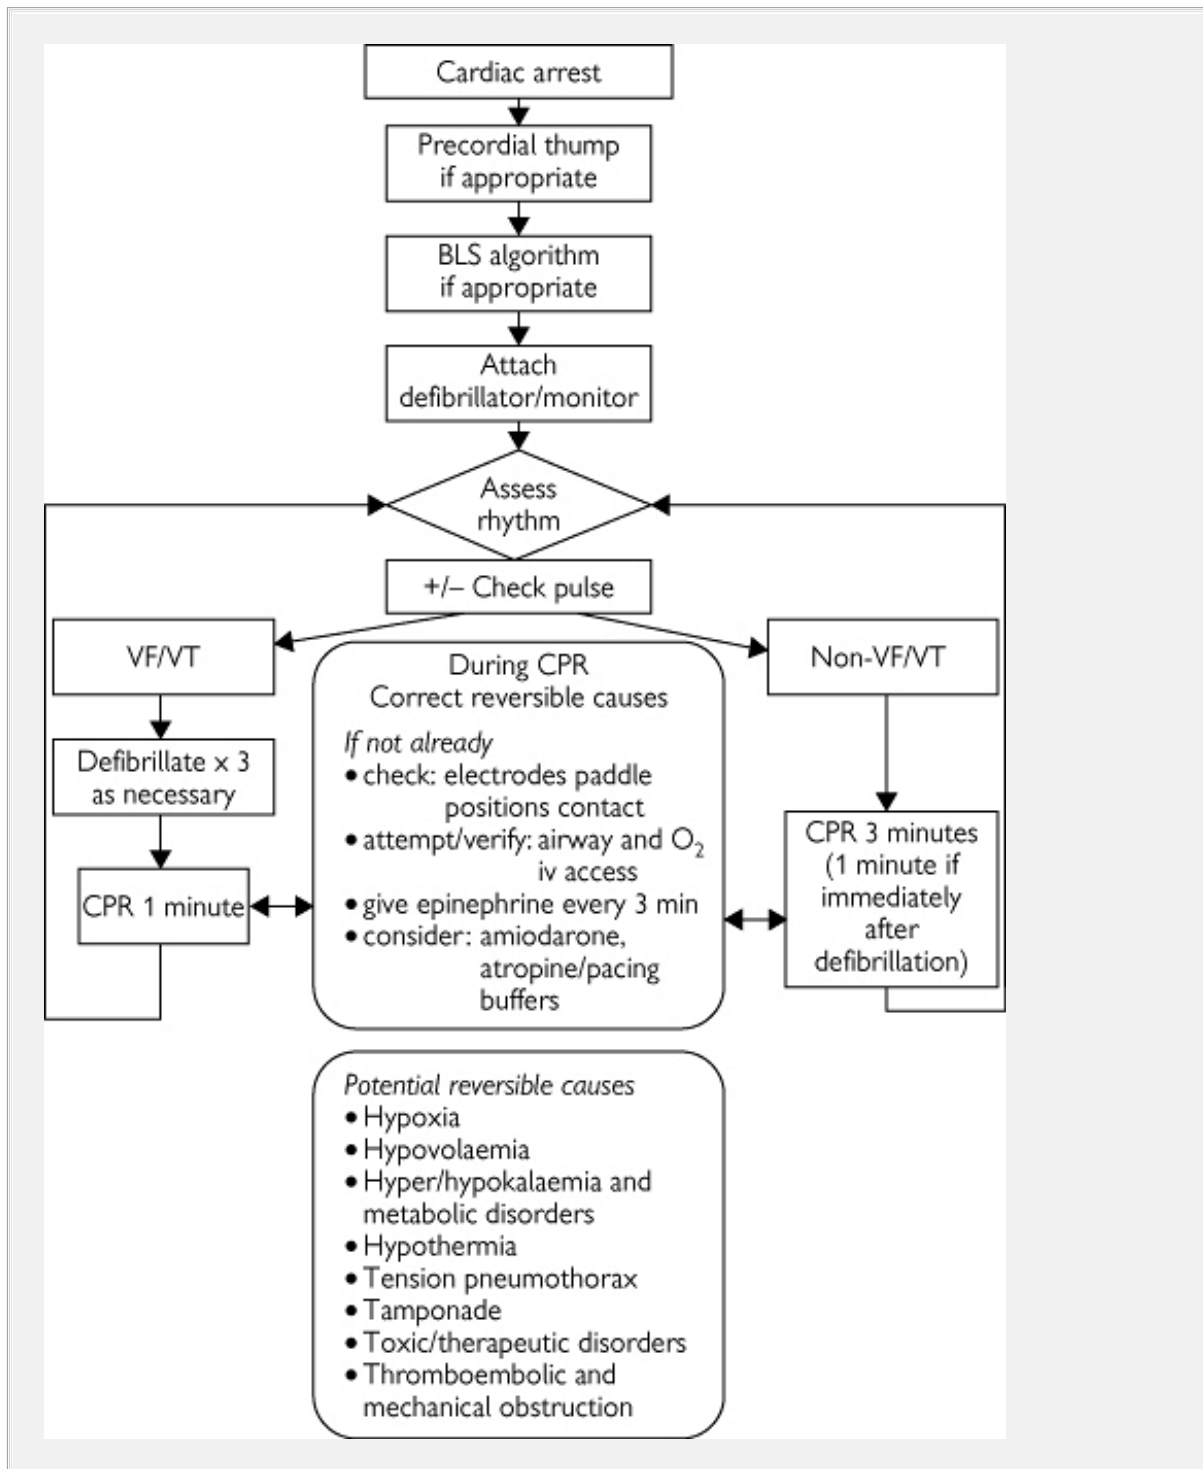 Cardiac arrest
Precordial thump
if appropriate
BLS algorithm
if appropriate
Attach
defibrillator/monitor
Assess
rhythm
+/– Check pulse
VF/VT
Non-VF/VT
Defibrillate x 3
as necessary
CPR 1 minute
During CPR
Correct reversible causes
If not already
• check: electrodes paddle
positions contact
• attempt/verify: airway and O₂
iv access
• give epinephrine every 3 min
• consider: amiodarone,
atropine/pacing
buffers
CPR 3 minutes
(1 minute if
immediately
after
defibrillation)
Potential reversible causes
• Hypoxia
• Hypovolaemia
• Hyper/hypokalaemia and
metabolic disorders
• Hypothermia
• Tension pneumothorax
• Tamponade
• Toxic/therapeutic disorders
• Thromboembolic and
mechanical obstruction